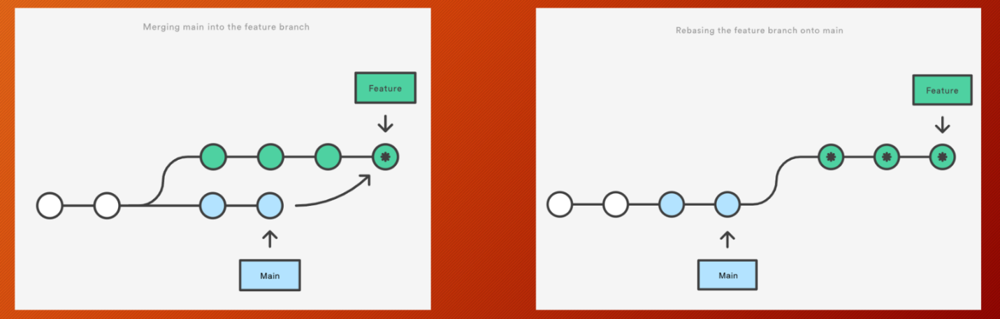 Merging main into the feature branch
Feature
Main
Rebasing the feature branch onto main
Feature
Main